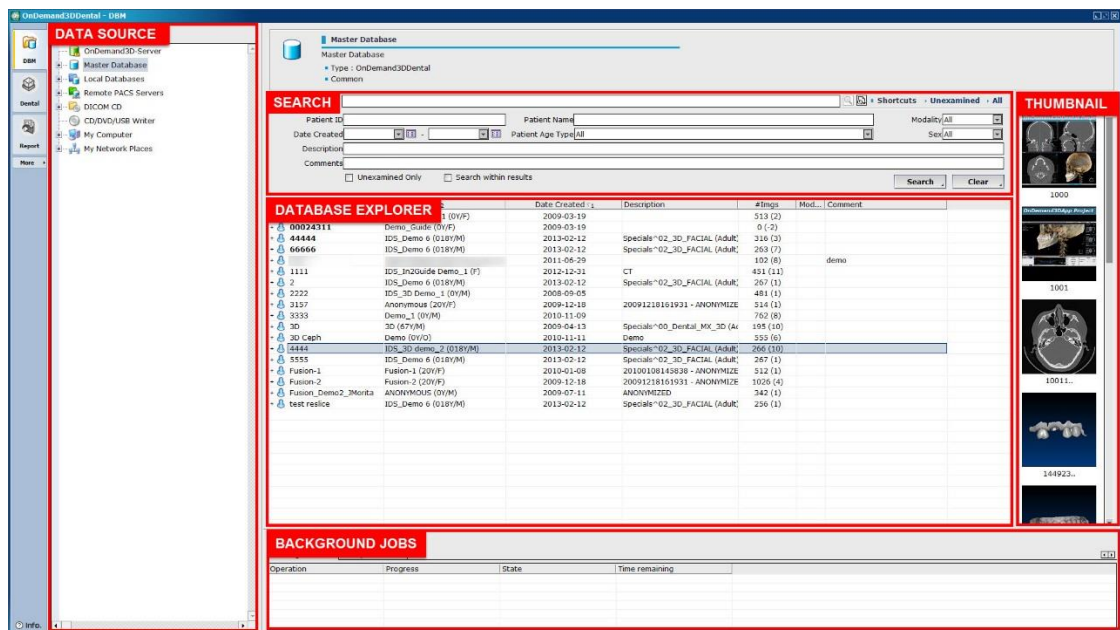 OnDemand3DDental - DBM
DBM
Dental
Report
More
Info.
DATA SOURCE
OnDemand3D-Server
Master Database
Local Databases
Remote PACS Servers
DICOM CD
CD/DVD/USB Writer
My Computer
My Network Places
Master Database
Master Database
Type : OnDemand3DDental
Common
SEARCH Shortcuts Unexamined All
Patient ID Patient Name Modality All
Date Created - Patient Age Type All Sex All
Description
Comments
Unexamined Only Search within results Search Clear
DATABASE EXPLORER
Date Created Description #Imgs Mod... Comment
1 (0Y/F) 2009-03-19 513 (2)
00024311 Demo_Guide (0Y/F) 2009-03-19 0 (-2)
44444 IDS_Demo 6 (018Y/M) 2013-02-12 Specials^02_3D_FACIAL (Adult) 316 (3)
66666 IDS_Demo 6 (018Y/M) 2013-02-12 Specials^02_3D_FACIAL (Adult) 263 (7)
2011-06-29 102 (8) demo
1111 IDS_In2Guide Demo_1 (F) 2012-12-31 CT 451 (11)
2 IDS_Demo 6 (018Y/M) 2013-02-12 Specials^02_3D_FACIAL (Adult) 267 (1)
2222 IDS_3D Demo_1 (0Y/M) 2008-09-05 481 (1)
3157 Anonymous (20Y/F) 2009-12-18 20091218161931 - ANONYMIZE 514 (1)
3333 Demo_1 (0Y/M) 2010-11-09 762 (8)
3D 3D (67Y/M) 2009-04-13 Specials^00_Dental_MX_3D (Ac 195 (10)
3D Ceph Demo (0Y/O) 2010-11-11 Demo 555 (6)
4444 IDS_3D demo_2 (018Y/M) 2013-02-12 Specials^02_3D_FACIAL (Adult) 266 (10)
5555 IDS_Demo 6 (018Y/M) 2013-02-12 Specials^02_3D_FACIAL (Adult) 267 (1)
Fusion-1 Fusion-1 (20Y/F) 2010-01-08 20100108145838 - ANONYMIZE 512 (1)
Fusion-2 Fusion-2 (20Y/F) 2009-12-18 20091218161931 - ANONYMIZE 1026 (4)
Fusion_Demo2_JMorita ANONYMOUS (0Y/M) 2009-07-11 ANONYMIZED 342 (1)
test reslice IDS_Demo 6 (018Y/M) 2013-02-12 Specials^02_3D_FACIAL (Adult) 256 (1)
THUMBNAIL
1000
OnDemand3DApp Project
1001
10011..
144923..
BACKGROUND JOBS
Operation Progress State Time remaining